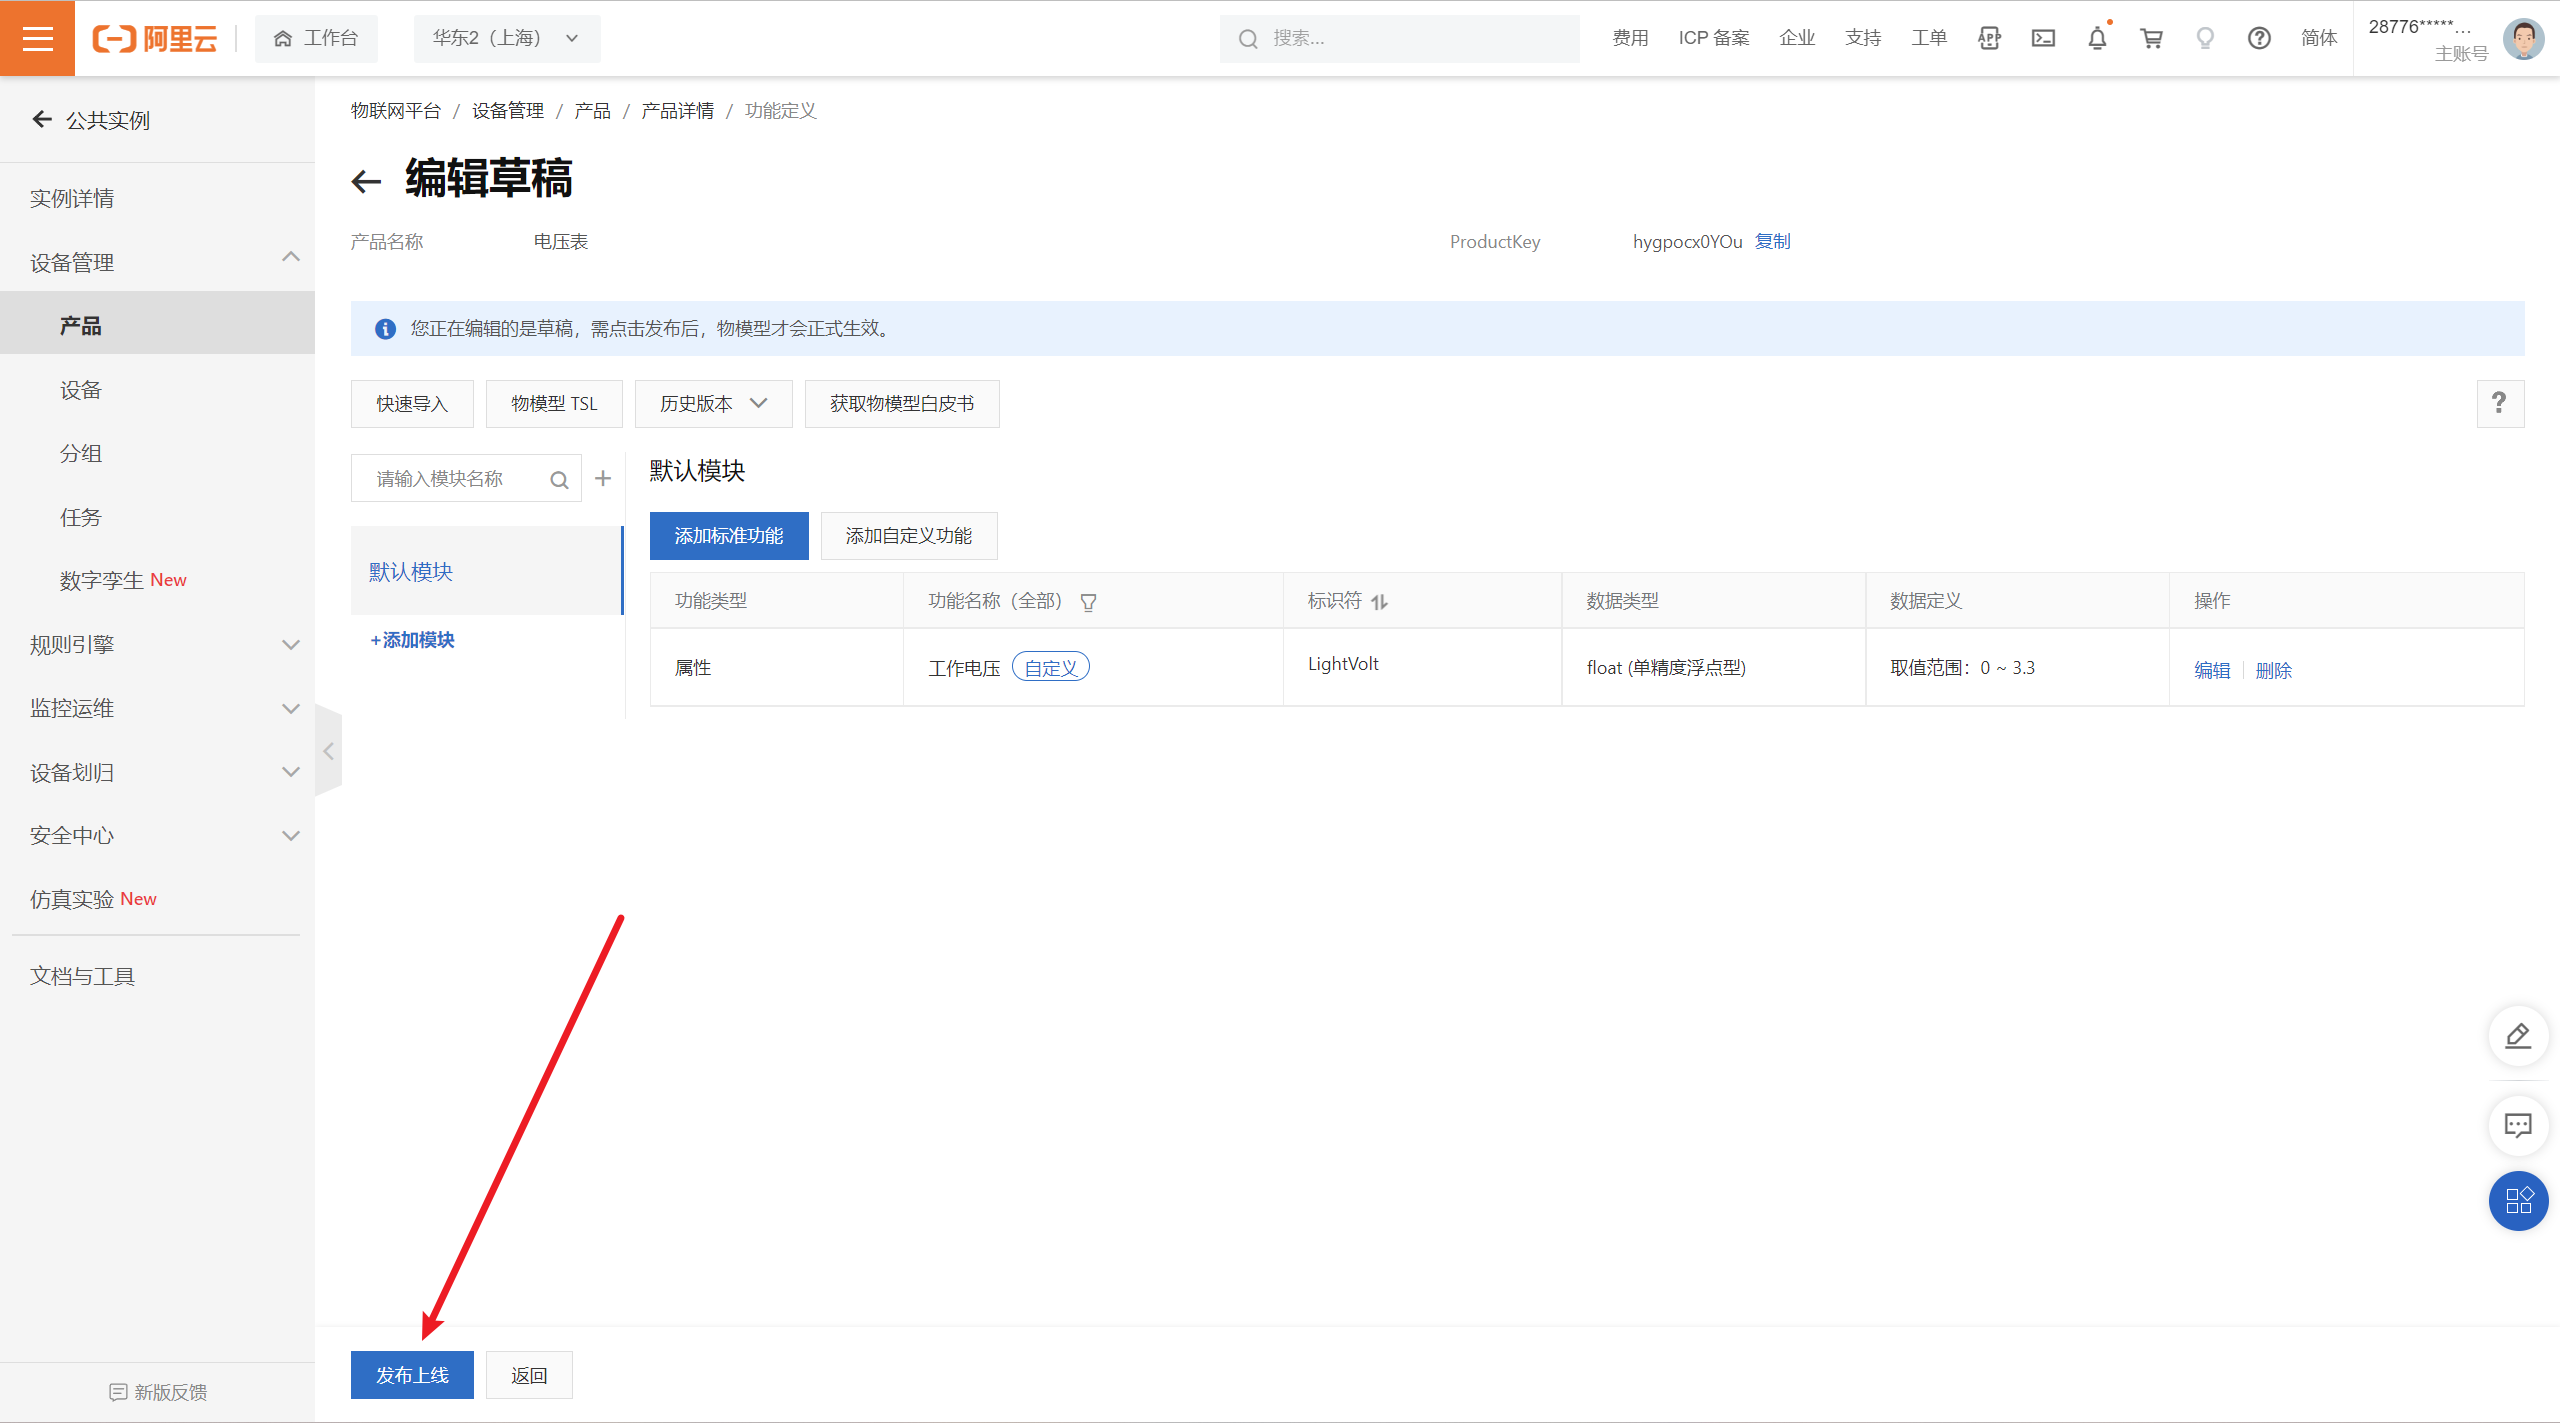 阿里云
工作台
华东2（上海）
搜索...
费用
ICP 备案
企业
支持
工单
简体
28776*****...
主账号
公共实例
实例详情
设备管理
产品
设备
分组
任务
数字孪生 New
规则引擎
监控运维
设备划归
安全中心
仿真实验 New
文档与工具
新版反馈
物联网平台 / 设备管理 / 产品 / 产品详情 / 功能定义
编辑草稿
产品名称 电压表 ProductKey hygpocx0YOu 复制
您正在编辑的是草稿，需点击发布后，物模型才会正式生效。
快速导入 物模型 TSL 历史版本 获取物模型白皮书 ?
请输入模块名称 +
默认模块
+添加模块
默认模块
添加标准功能 添加自定义功能
功能类型 功能名称（全部） 标识符 数据类型 数据定义 操作
属性 工作电压 自定义 LightVolt float (单精度浮点型) 取值范围：0 ~ 3.3 编辑 删除
发布上线 返回